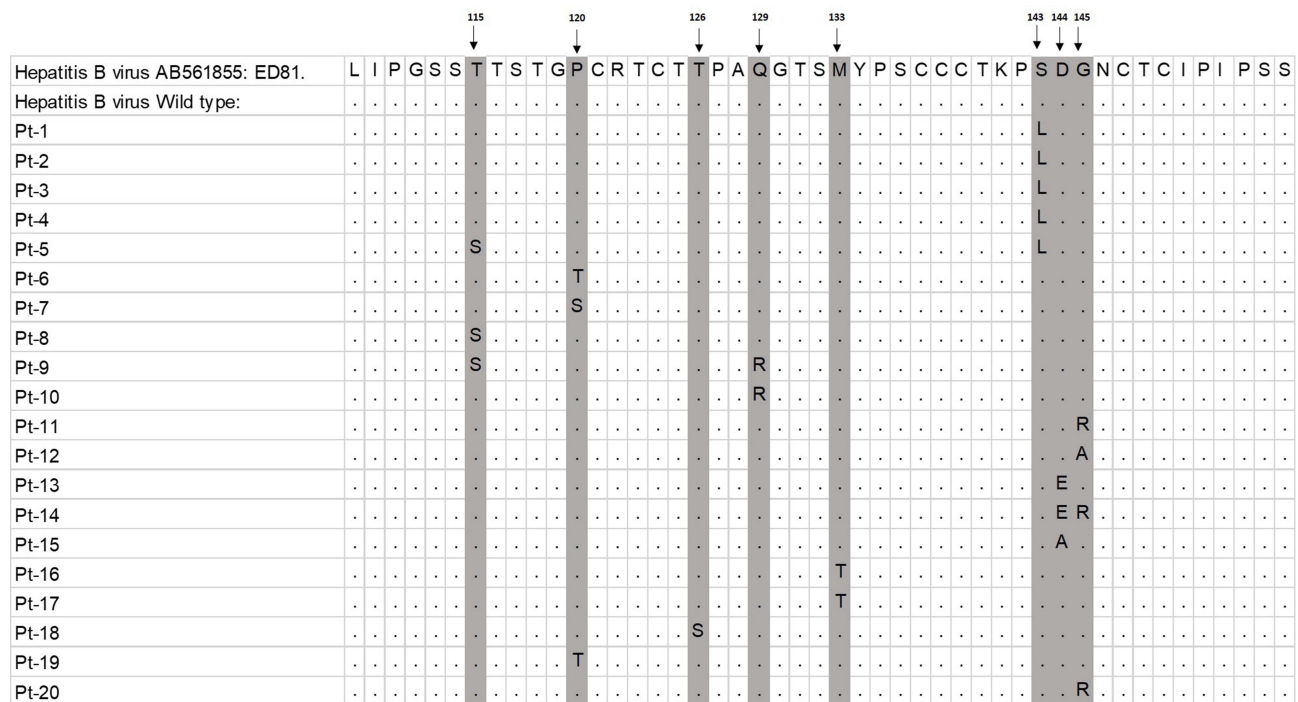 115 120 126 129 133 143 144 145
Hepatitis B virus AB561855: ED81. L I P G S S T T S T G P C R T C T T P A Q G T S M Y P S C C C T K P S D G N C T C I P I P S S
Hepatitis B virus Wild type: . . . . . . . . . . . . . . . . . . . . . . . . . . . . . . . . . . . . . . . . . . . . . . .
Pt-1 . . . . . . . . . . . . . . . . . . . . . . . . . . . . . . . . . . L . . . . . . . . . . . .
Pt-2 . . . . . . . . . . . . . . . . . . . . . . . . . . . . . . . . . . L . . . . . . . . . . . .
Pt-3 . . . . . . . . . . . . . . . . . . . . . . . . . . . . . . . . . . L . . . . . . . . . . . .
Pt-4 . . . . . . . . . . . . . . . . . . . . . . . . . . . . . . . . . . L . . . . . . . . . . . .
Pt-5 . . . . . . S . . . . . . . . . . . . . . . . . . . . . . . . . . . L . . . . . . . . . . . .
Pt-6 . . . . . . . . . . . T . . . . . . . . . . . . . . . . . . . . . . . . . . . . . . . . . . .
Pt-7 . . . . . . . . . . . S . . . . . . . . . . . . . . . . . . . . . . . . . . . . . . . . . . .
Pt-8 . . . . . . S . . . . . . . . . . . . . . . . . . . . . . . . . . . . . . . . . . . . . . . .
Pt-9 . . . . . . S . . . . . . . . . . . . . R . . . . . . . . . . . . . . . . . . . . . . . . . .
Pt-10 . . . . . . . . . . . . . . . . . . . . R . . . . . . . . . . . . . . . . . . . . . . . . . .
Pt-11 . . . . . . . . . . . . . . . . . . . . . . . . . . . . . . . . . . . . R . . . . . . . . . .
Pt-12 . . . . . . . . . . . . . . . . . . . . . . . . . . . . . . . . . . . . A . . . . . . . . . .
Pt-13 . . . . . . . . . . . . . . . . . . . . . . . . . . . . . . . . . . . E . . . . . . . . . . .
Pt-14 . . . . . . . . . . . . . . . . . . . . . . . . . . . . . . . . . . . E R . . . . . . . . . .
Pt-15 . . . . . . . . . . . . . . . . . . . . . . . . . . . . . . . . . . . A . . . . . . . . . . .
Pt-16 . . . . . . . . . . . . . . . . . . . . . . . . T . . . . . . . . . . . . . . . . . . . . . .
Pt-17 . . . . . . . . . . . . . . . . . . . . . . . . T . . . . . . . . . . . . . . . . . . . . . .
Pt-18 . . . . . . . . . . . . . . . . . S . . . . . . . . . . . . . . . . . . . . . . . . . . . . .
Pt-19 . . . . . . . . . . . T . . . . . . . . . . . . . . . . . . . . . . . . . . . . . . . . . . .
Pt-20 . . . . . . . . . . . . . . . . . . . . . . . . . . . . . . . . . . . . R . . . . . . . . . .